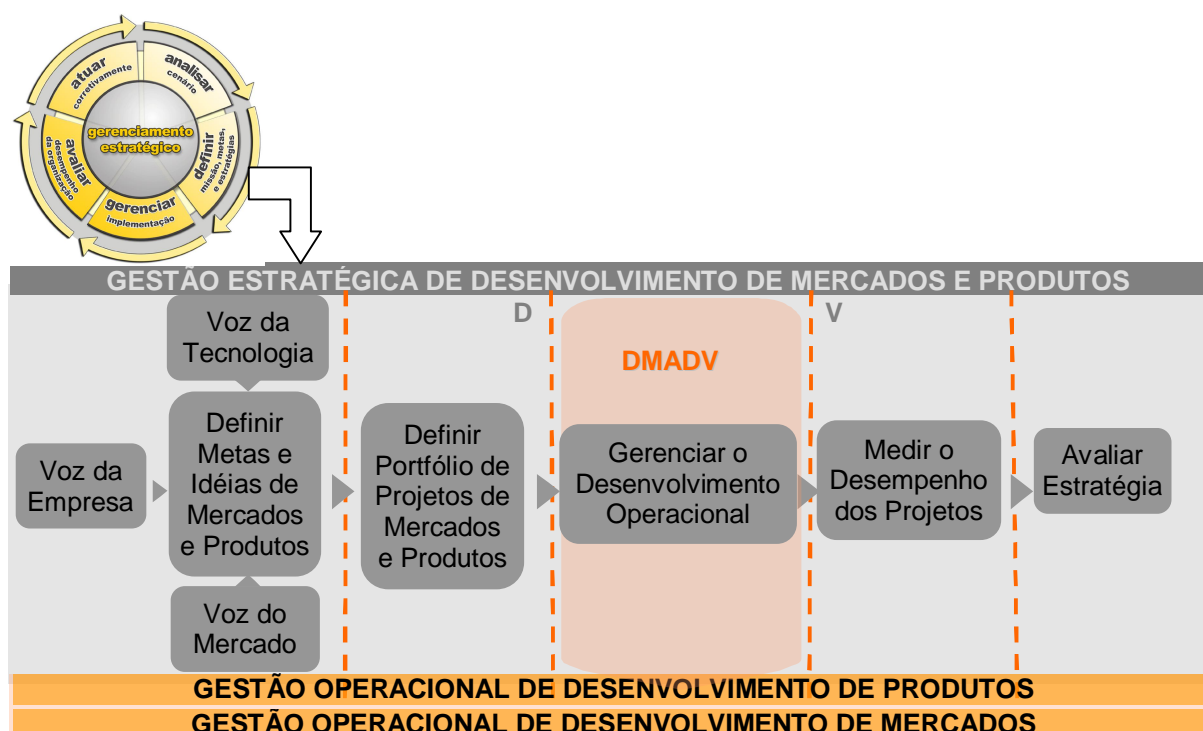 atuar
corretivamente
analisar
cenário
definir
missão, metas,
e estratégias
gerenciar
implementação
avaliar
desempenho
da organização
gerenciamento
estratégico
GESTÃO ESTRATÉGICA DE DESENVOLVIMENTO DE MERCADOS E PRODUTOS
Voz da
Empresa
Voz da
Tecnologia
Definir
Metas e
Idéias de
Mercados
e Produtos
Voz do
Mercado
D
Definir
Portfólio de
Projetos de
Mercados
e Produtos
DMADV
Gerenciar o
Desenvolvimento
Operacional
V
Medir o
Desempenho
dos Projetos
Avaliar
Estratégia
GESTÃO OPERACIONAL DE DESENVOLVIMENTO DE PRODUTOS
GESTÃO OPERACIONAL DE DESENVOLVIMENTO DE MERCADOS